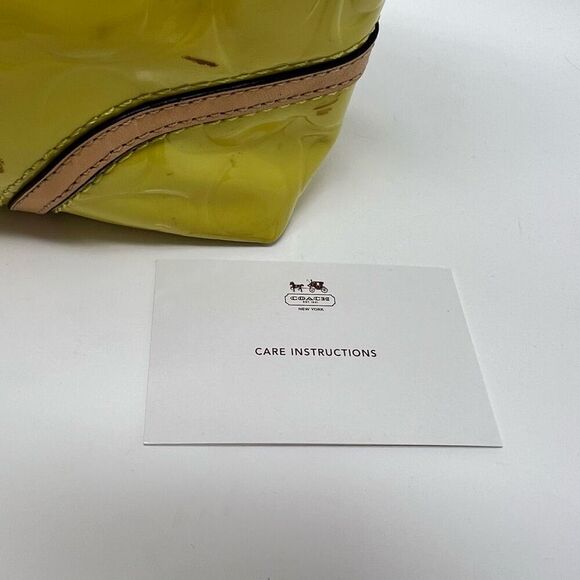 COACH
EST. 1941
NEW YORK
CARE INSTRUCTIONS